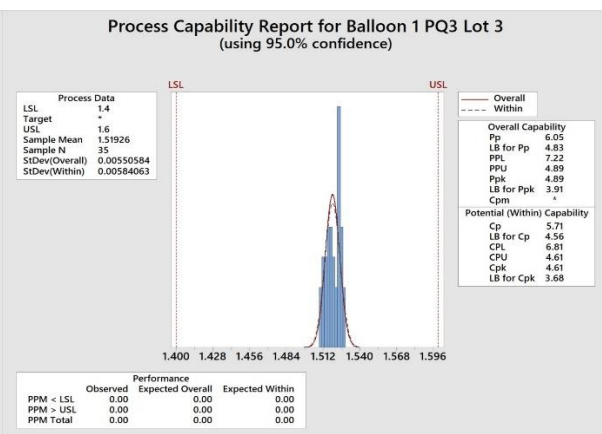 Process Capability Report for Balloon 1 PQ3 Lot 3
(using 95.0% confidence)
LSL
USL
Process Data
LSL 1.4
Target *
USL 1.6
Sample Mean 1.51926
Sample N 35
StDev(Overall) 0.00550584
StDev(Within) 0.00584063
Overall
Within
Overall Capability
Pp 6.05
LB for Pp 4.83
PPL 7.22
PPU 4.89
Ppk 4.89
LB for Ppk 3.91
Cpm *
Potential (Within) Capability
Cp 5.71
LB for Cp 4.56
CPL 6.81
CPU 4.61
Cpk 4.61
LB for Cpk 3.68
1.400 1.428 1.456 1.484 1.512 1.540 1.568 1.596
Performance
Observed Expected Overall Expected Within
PPM < LSL 0.00 0.00 0.00
PPM > USL 0.00 0.00 0.00
PPM Total 0.00 0.00 0.00